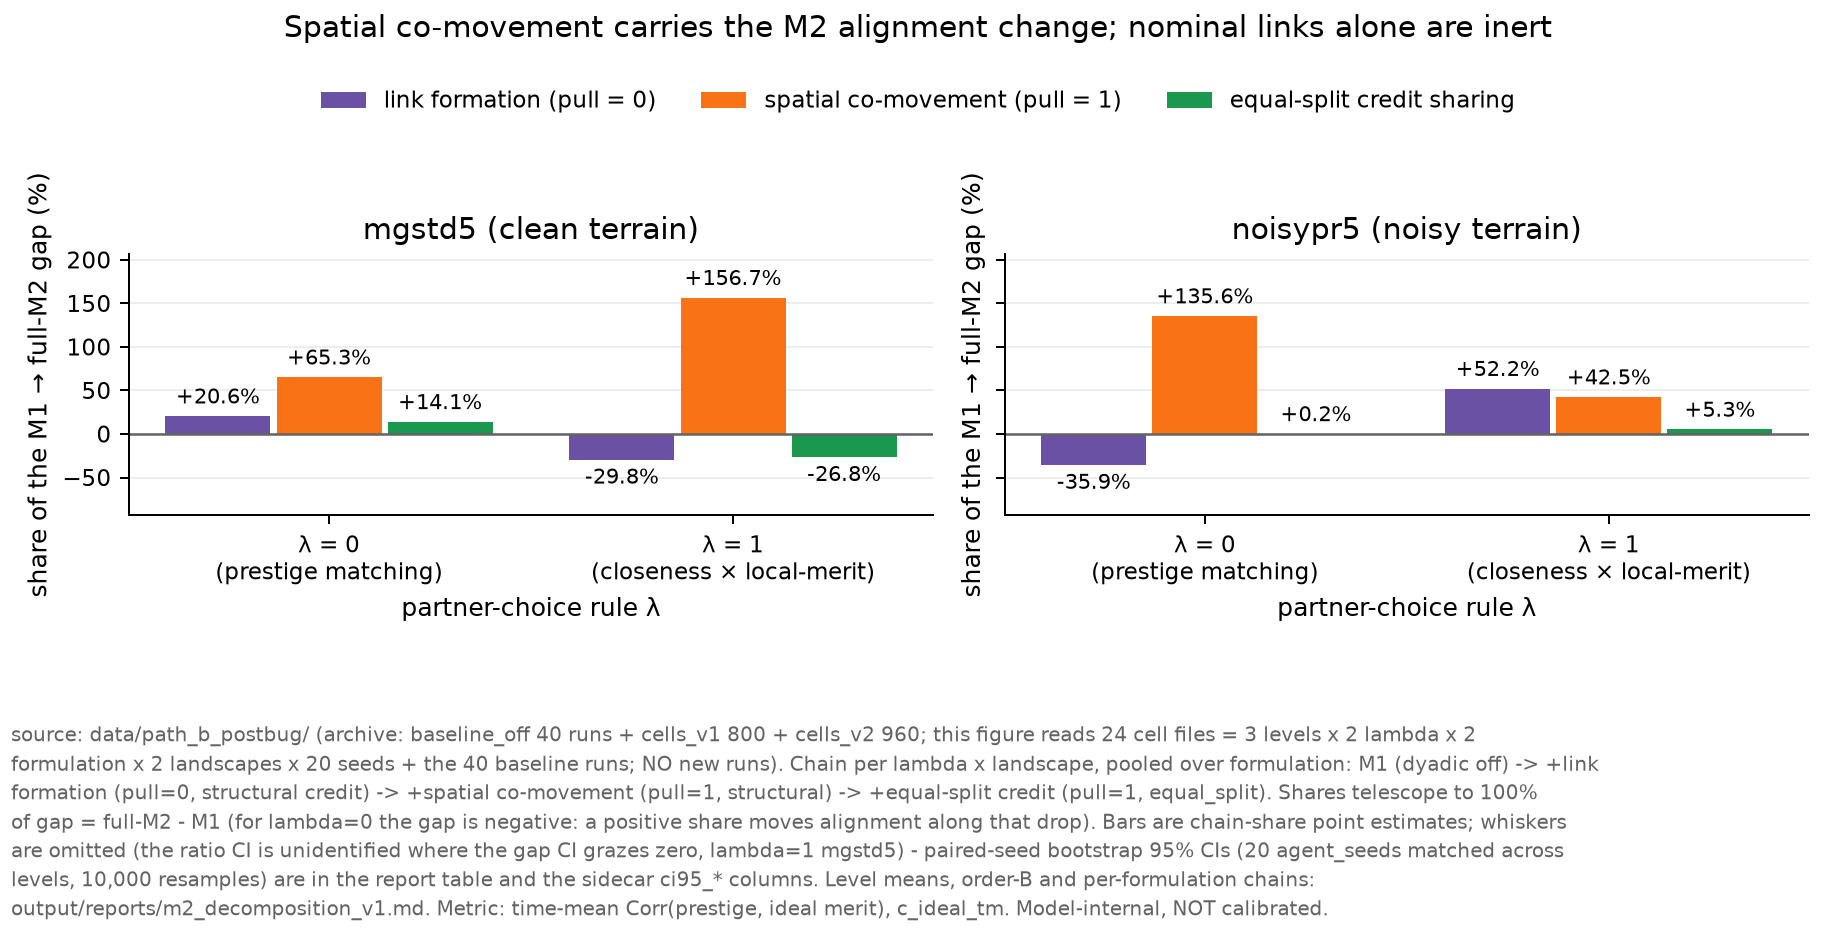 Spatial co-movement carries the M2 alignment change; nominal links alone are inert
link formation (pull = 0)
spatial co-movement (pull = 1)
equal-split credit sharing
mgstd5 (clean terrain)
share of the M1 → full-M2 gap (%)
200
150
100
50
0
−50
+20.6%
+65.3%
+14.1%
-29.8%
+156.7%
-26.8%
λ = 0
(prestige matching)
λ = 1
(closeness × local-merit)
partner-choice rule λ
noisypr5 (noisy terrain)
share of the M1 → full-M2 gap (%)
-35.9%
+135.6%
+0.2%
+52.2%
+42.5%
+5.3%
λ = 0
(prestige matching)
λ = 1
(closeness × local-merit)
partner-choice rule λ
source: data/path_b_postbug/ (archive: baseline_off 40 runs + cells_v1 800 + cells_v2 960; this figure reads 24 cell files = 3 levels x 2 lambda x 2
formulation x 2 landscapes x 20 seeds + the 40 baseline runs; NO new runs). Chain per lambda x landscape, pooled over formulation: M1 (dyadic off) -> +link
formation (pull=0, structural credit) -> +spatial co-movement (pull=1, structural) -> +equal-split credit (pull=1, equal_split). Shares telescope to 100%
of gap = full-M2 - M1 (for lambda=0 the gap is negative: a positive share moves alignment along that drop). Bars are chain-share point estimates; whiskers
are omitted (the ratio CI is unidentified where the gap CI grazes zero, lambda=1 mgstd5) - paired-seed bootstrap 95% CIs (20 agent_seeds matched across
levels, 10,000 resamples) are in the report table and the sidecar ci95_* columns. Level means, order-B and per-formulation chains:
output/reports/m2_decomposition_v1.md. Metric: time-mean Corr(prestige, ideal merit), c_ideal_tm. Model-internal, NOT calibrated.